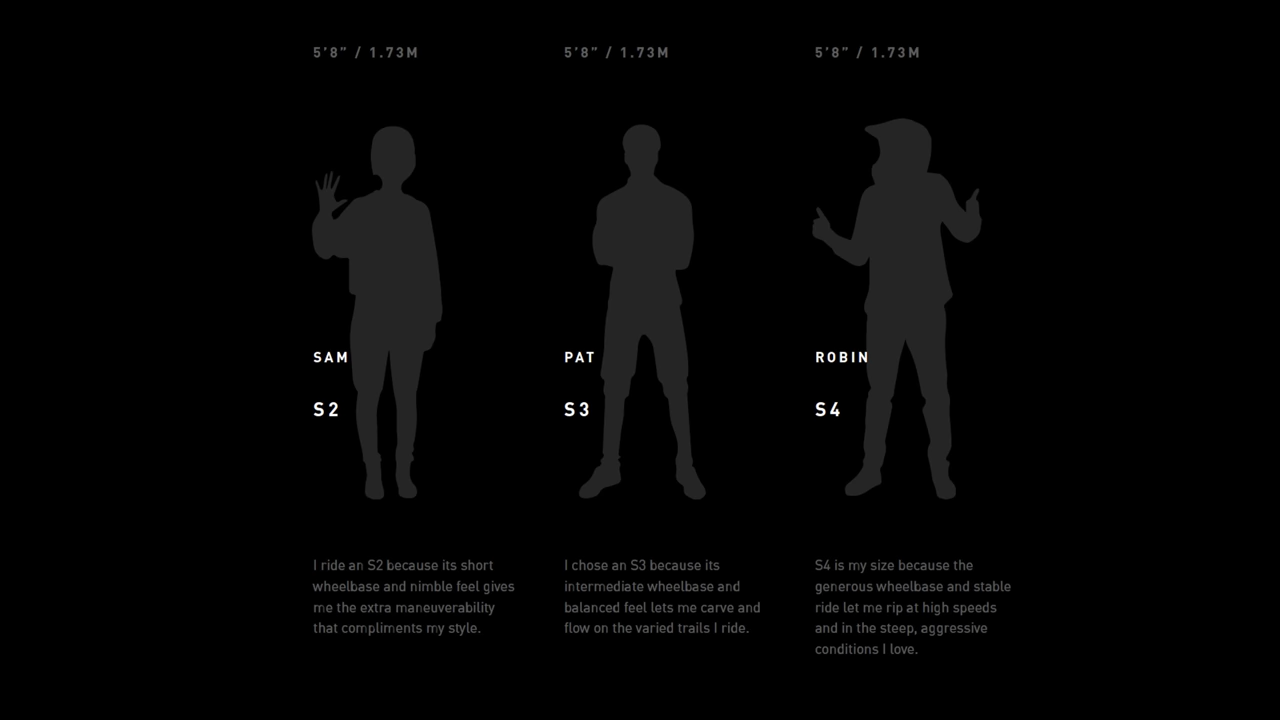 5’8” / 1.73M
SAM
S2
I ride an S2 because its short
wheelbase and nimble feel gives
me the extra maneuverability
that compliments my style.
5’8” / 1.73M
PAT
S3
I chose an S3 because its
intermediate wheelbase and
balanced feel lets me carve and
flow on the varied trails I ride.
5’8” / 1.73M
ROBIN
S4
S4 is my size because the
generous wheelbase and stable
ride let me rip at high speeds
and in the steep, aggressive
conditions I love.